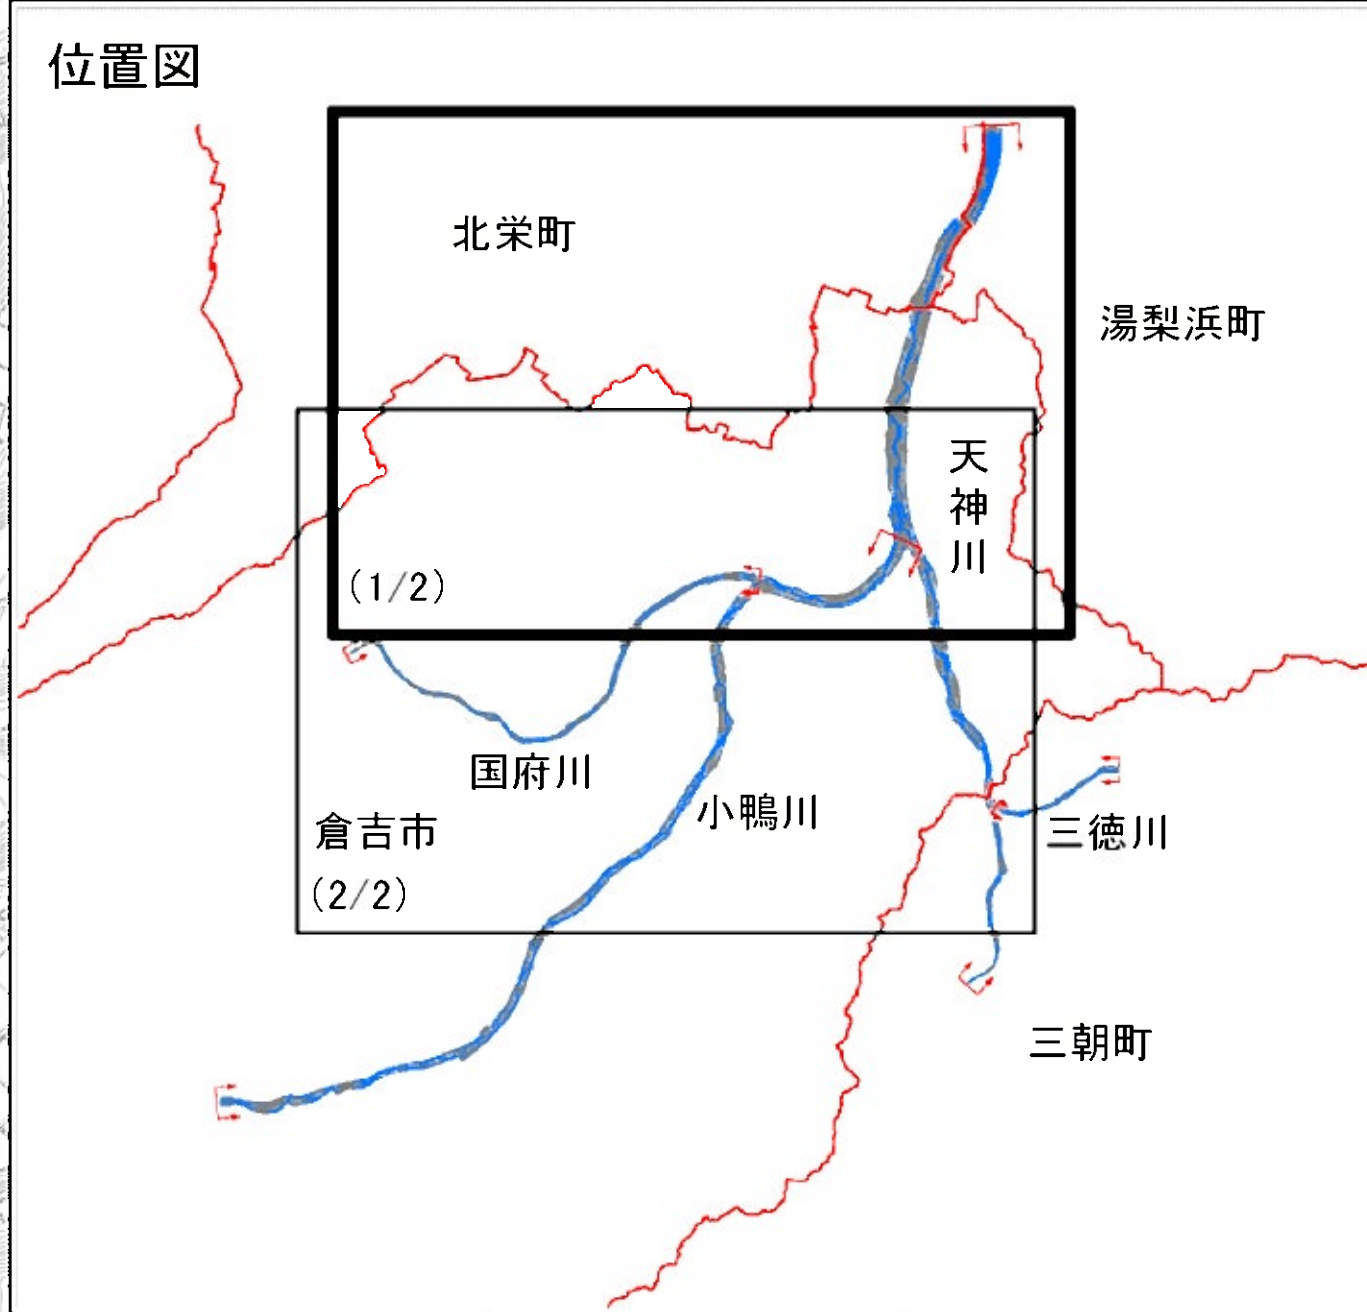 位置図
北栄町
湯梨浜町
天神川
(1/2)
国府川
小鴨川
倉吉市
三徳川
(2/2)
三朝町